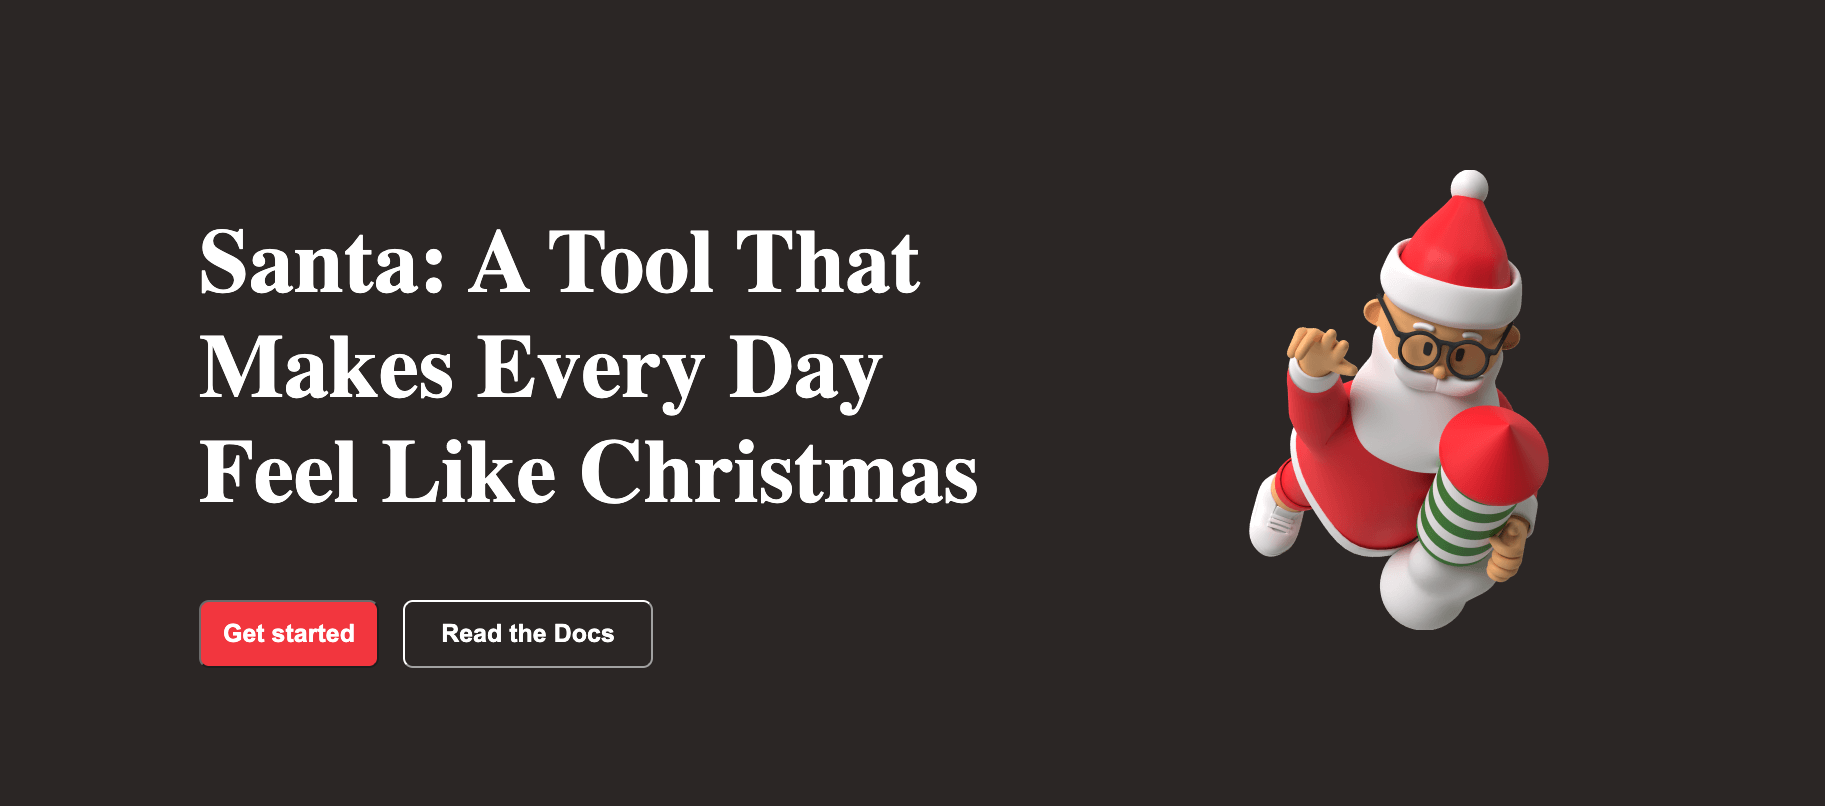 Santa: A Tool That
Makes Every Day
Feel Like Christmas
Get started
Read the Docs